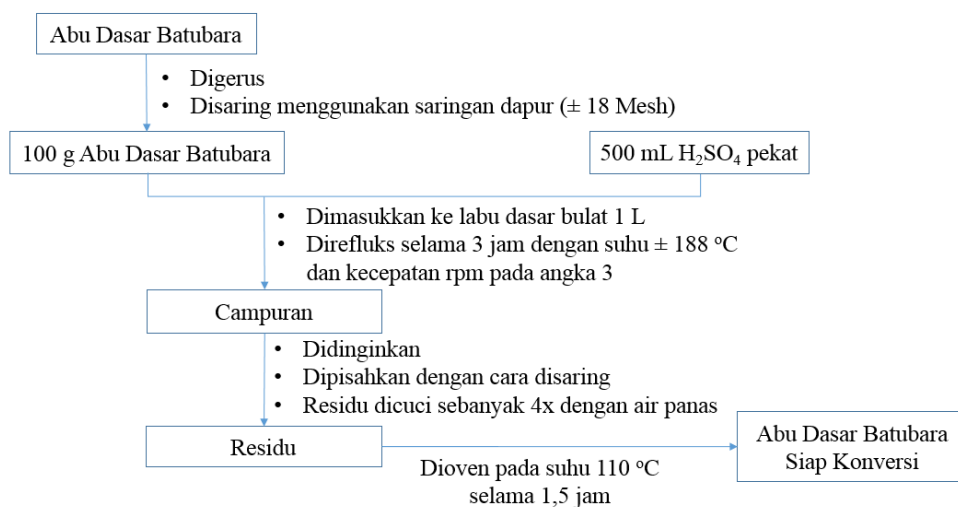 Abu Dasar Batubara
• Digerus
• Disaring menggunakan saringan dapur (± 18 Mesh)
100 g Abu Dasar Batubara
500 mL H₂SO₄ pekat
• Dimasukkan ke labu dasar bulat 1 L
• Direfluks selama 3 jam dengan suhu ± 188 °C
dan kecepatan rpm pada angka 3
Campuran
• Didinginkan
• Dipisahkan dengan cara disaring
• Residu dicuci sebanyak 4x dengan air panas
Residu
Dioven pada suhu 110 °C
selama 1,5 jam
Abu Dasar Batubara
Siap Konversi